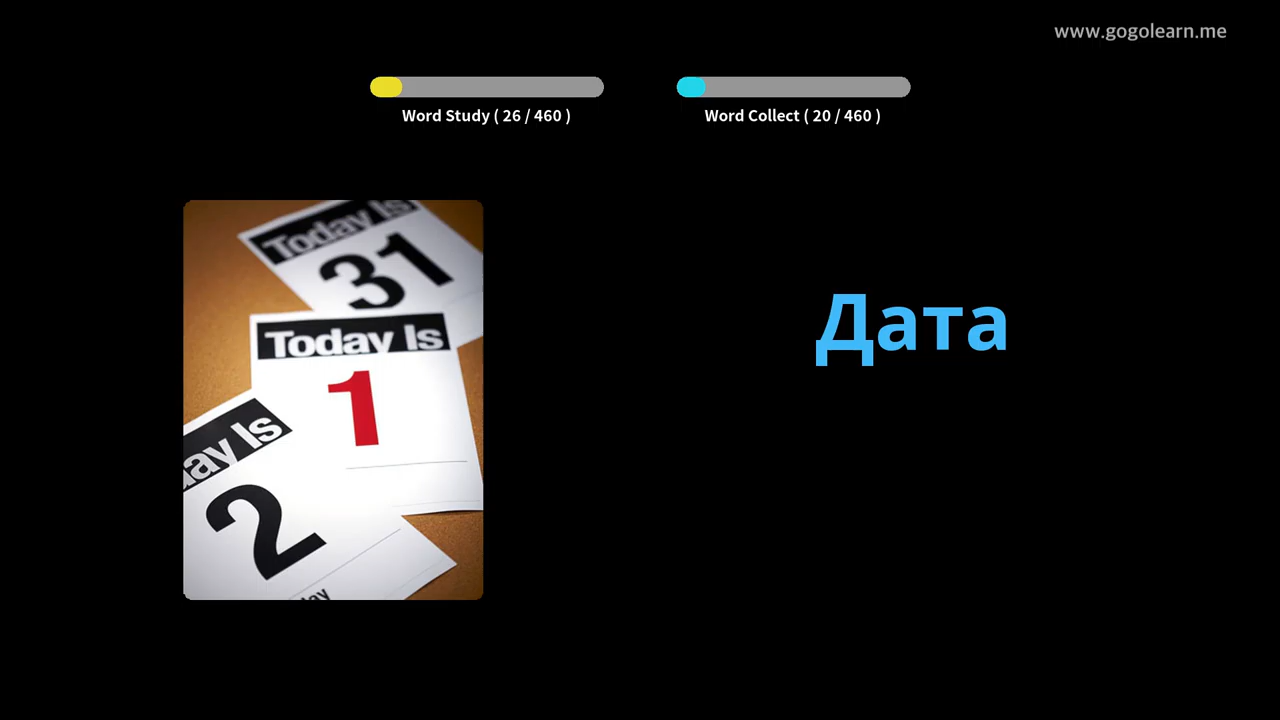 www.gogolearn.me
Word Study ( 26 / 460 )
Word Collect ( 20 / 460 )
Today Is
31
Today Is
1
day Is
2
Дата